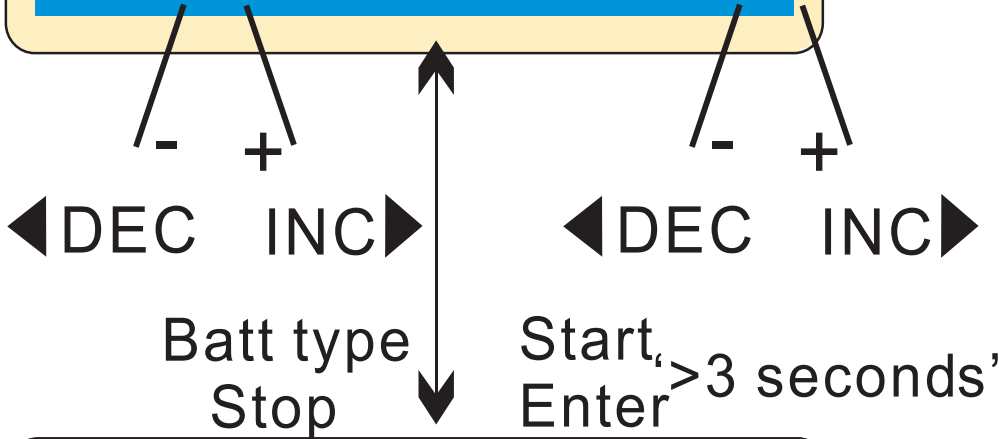 - + - +
◀DEC INC▶ ◀DEC INC▶
Batt type Start
Stop Enter
‘>3 seconds’